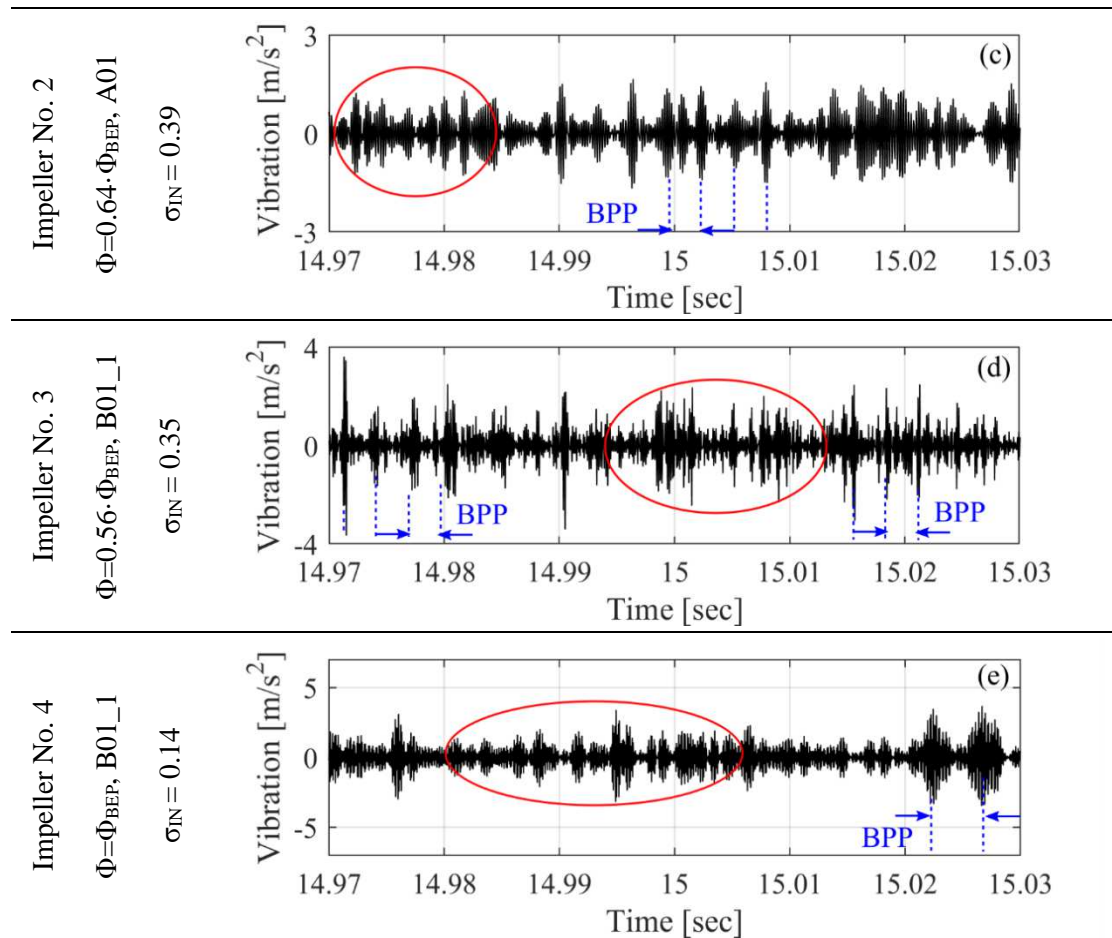 Impeller No. 2
Φ=0.64·ΦBEP, A01
σIN = 0.39
Vibration [m/s²]
3
0
-3
(c)
BPP
14.97 14.98 14.99 15 15.01 15.02 15.03
Time [sec]
Impeller No. 3
Φ=0.56·ΦBEP, B01_1
σIN = 0.35
Vibration [m/s²]
4
0
-4
(d)
BPP
BPP
14.97 14.98 14.99 15 15.01 15.02 15.03
Time [sec]
Impeller No. 4
Φ=ΦBEP, B01_1
σIN = 0.14
Vibration [m/s²]
5
0
-5
(e)
BPP
14.97 14.98 14.99 15 15.01 15.02 15.03
Time [sec]